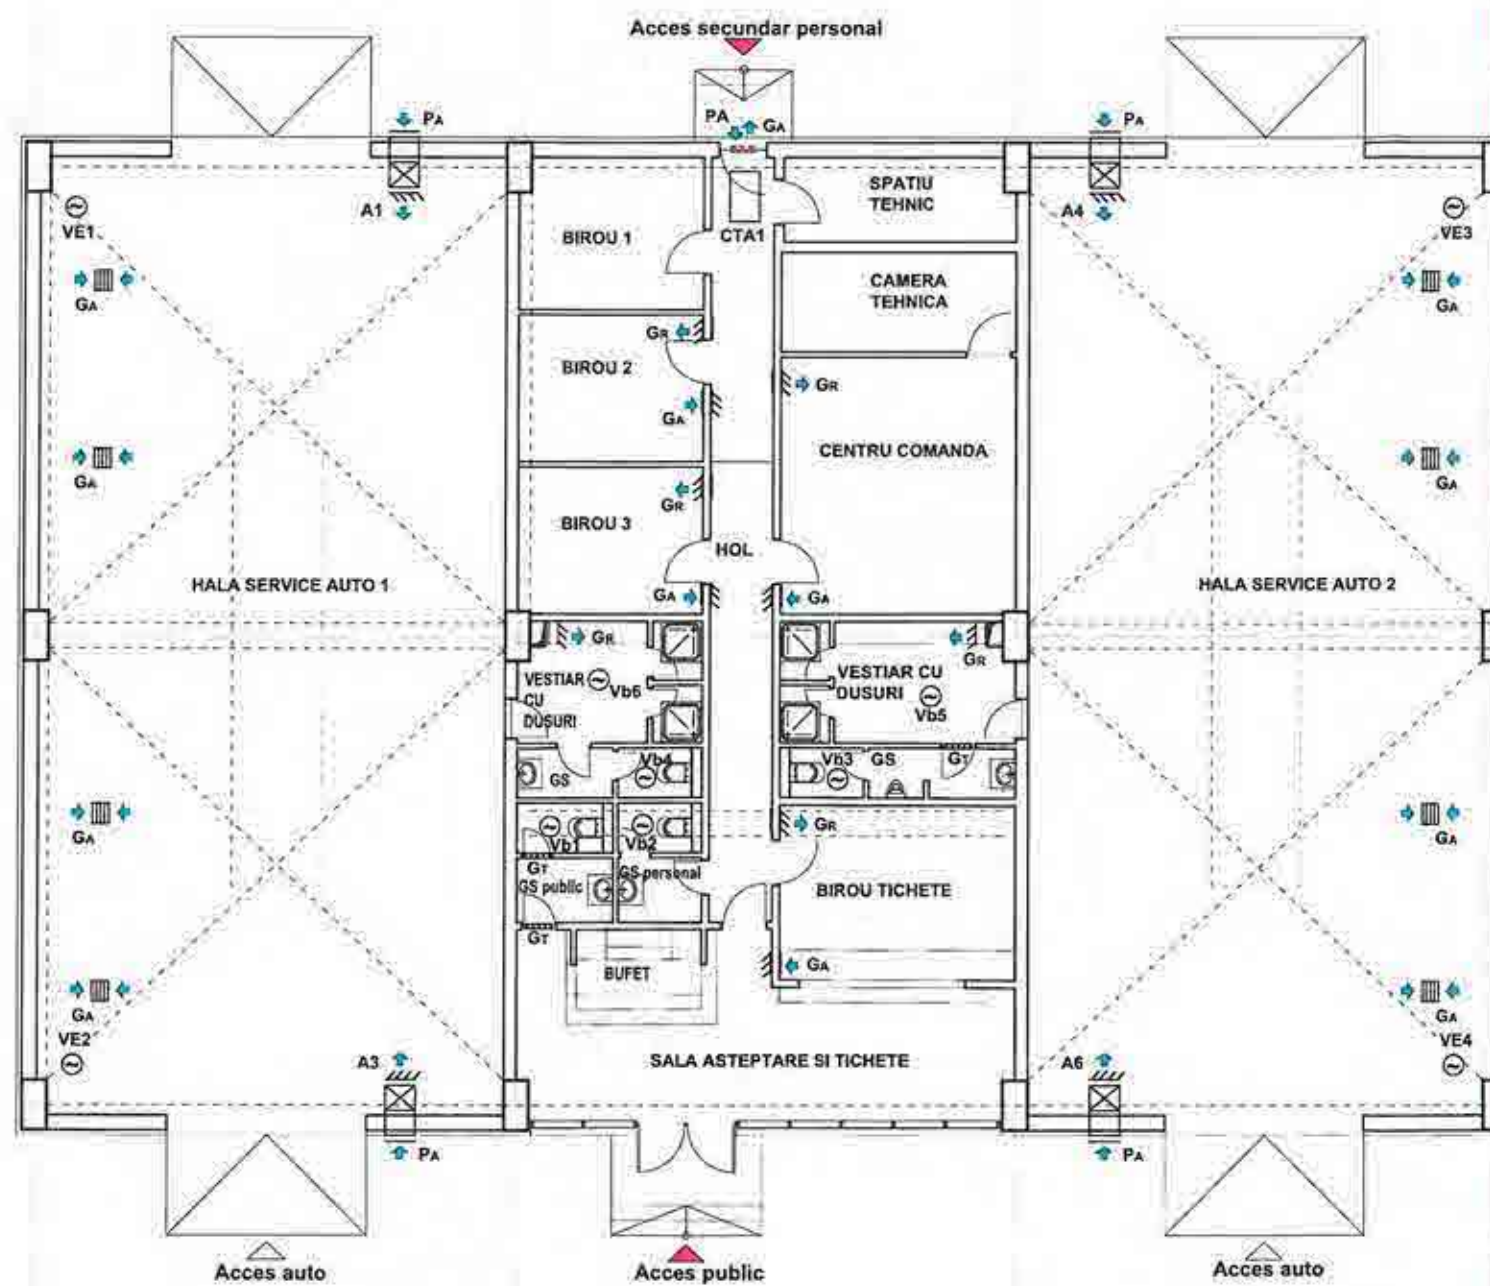 Acces secundar personal
PA
PA
GA
PA
A1
A4
VE1
VE3
SPATIU
TEHNIC
CTA1
BIROU 1
GA
GA
CAMERA
TEHNICA
GR
BIROU 2
GR
GA
GA
GA
CENTRU COMANDA
GR
BIROU 3
HOL
HALA SERVICE AUTO 1
HALA SERVICE AUTO 2
GA
GA
GR
GR
VESTIAR
CU
DUSURI
Vb6
VESTIAR CU
DUSURI
Vb5
GS
Vb4
Vb3
GS
GT
GA
Vb1
Vb2
GR
GA
GT
GS public
GS personal
BIROU TICHETE
GT
BUFET
GA
GA
GA
VE2
A3
SALA ASTEPTARE SI TICHETE
A6
VE4
PA
PA
Acces auto
Acces public
Acces auto